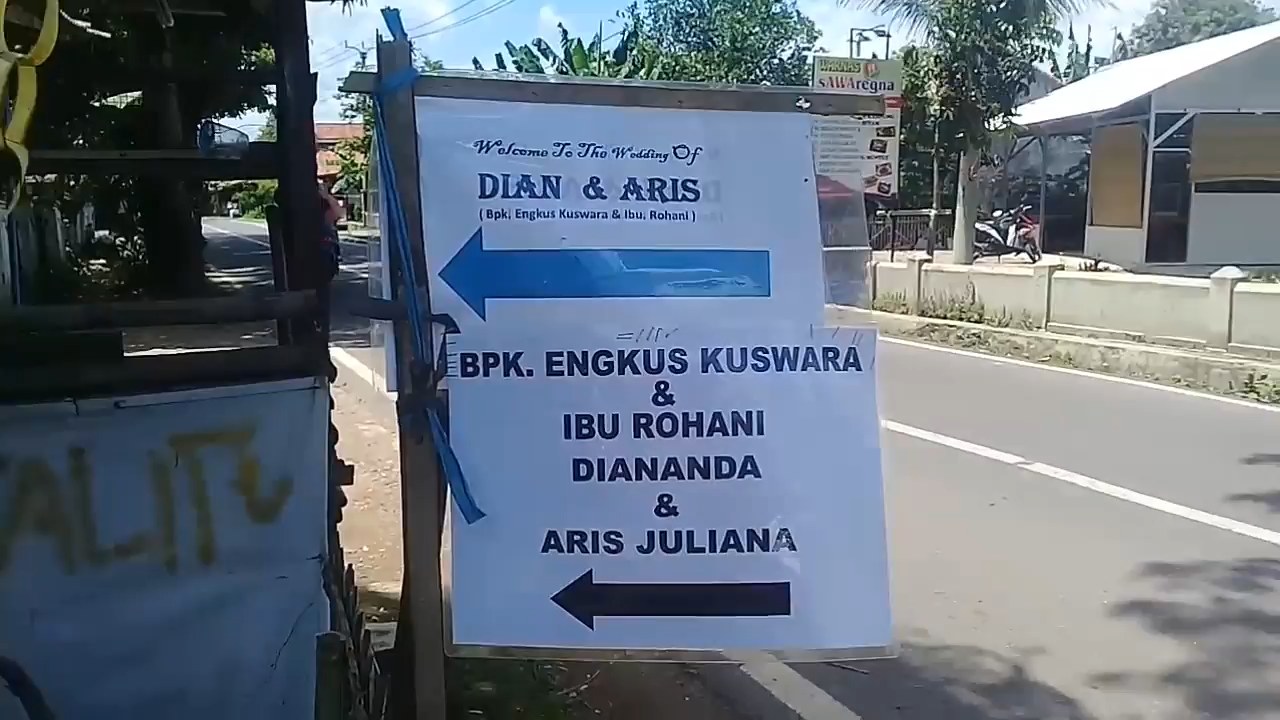 Welcome To The Wedding Of
DIAN & ARIS
( Bpk. Engkus Kuswara & Ibu. Rohani )
BPK. ENGKUS KUSWARA
&
IBU ROHANI
DIANANDA
&
ARIS JULIANA
sAWAregna
ALITY